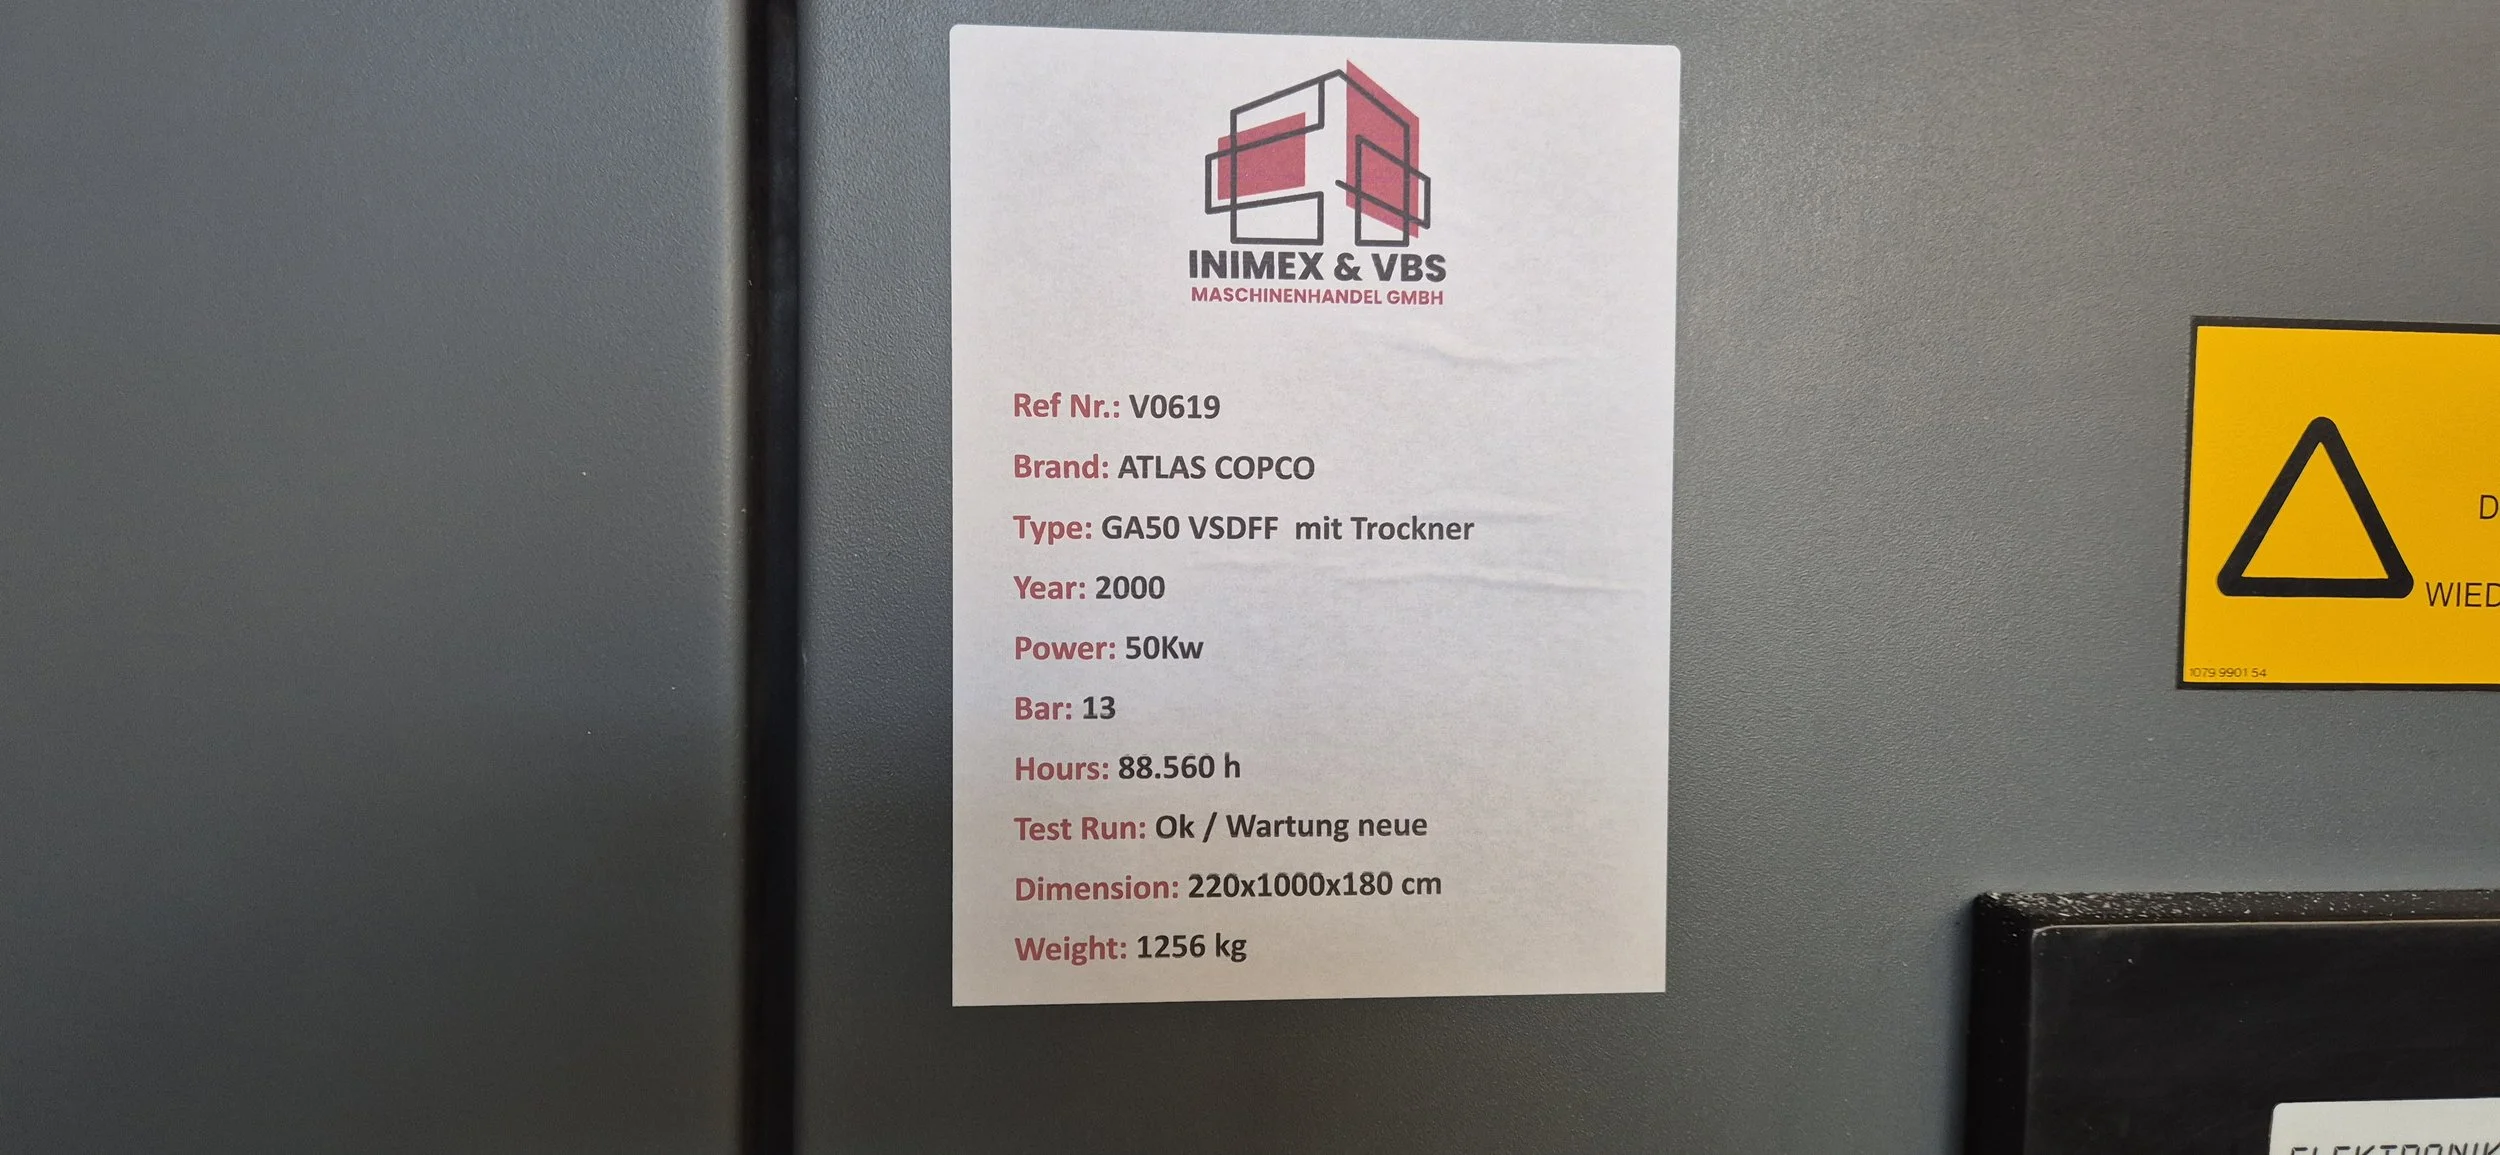 INIMEX & VBS
MASCHINENHANDEL GMBH
Ref Nr.: V0619
Brand: ATLAS COPCO
Type: GA50 VSDFF mit Trockner
Year: 2000
Power: 50Kw
Bar: 13
Hours: 88.560 h
Test Run: Ok / Wartung neue
Dimension: 220x1000x180 cm
Weight: 1256 kg
D
WIED
1079 9901 54
ELEKTRONIK